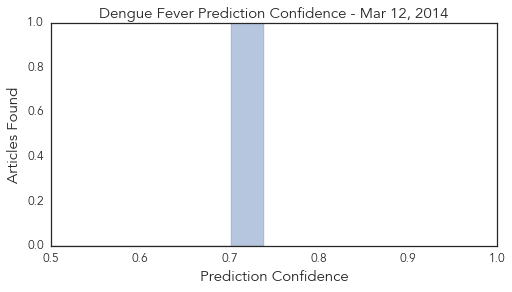 Dengue Fever Prediction Confidence - Mar 12, 2014
1.0
0.8
0.6
0.4
0.2
0.0
Articles Found
0.5 0.6 0.7 0.8 0.9 1.0
Prediction Confidence